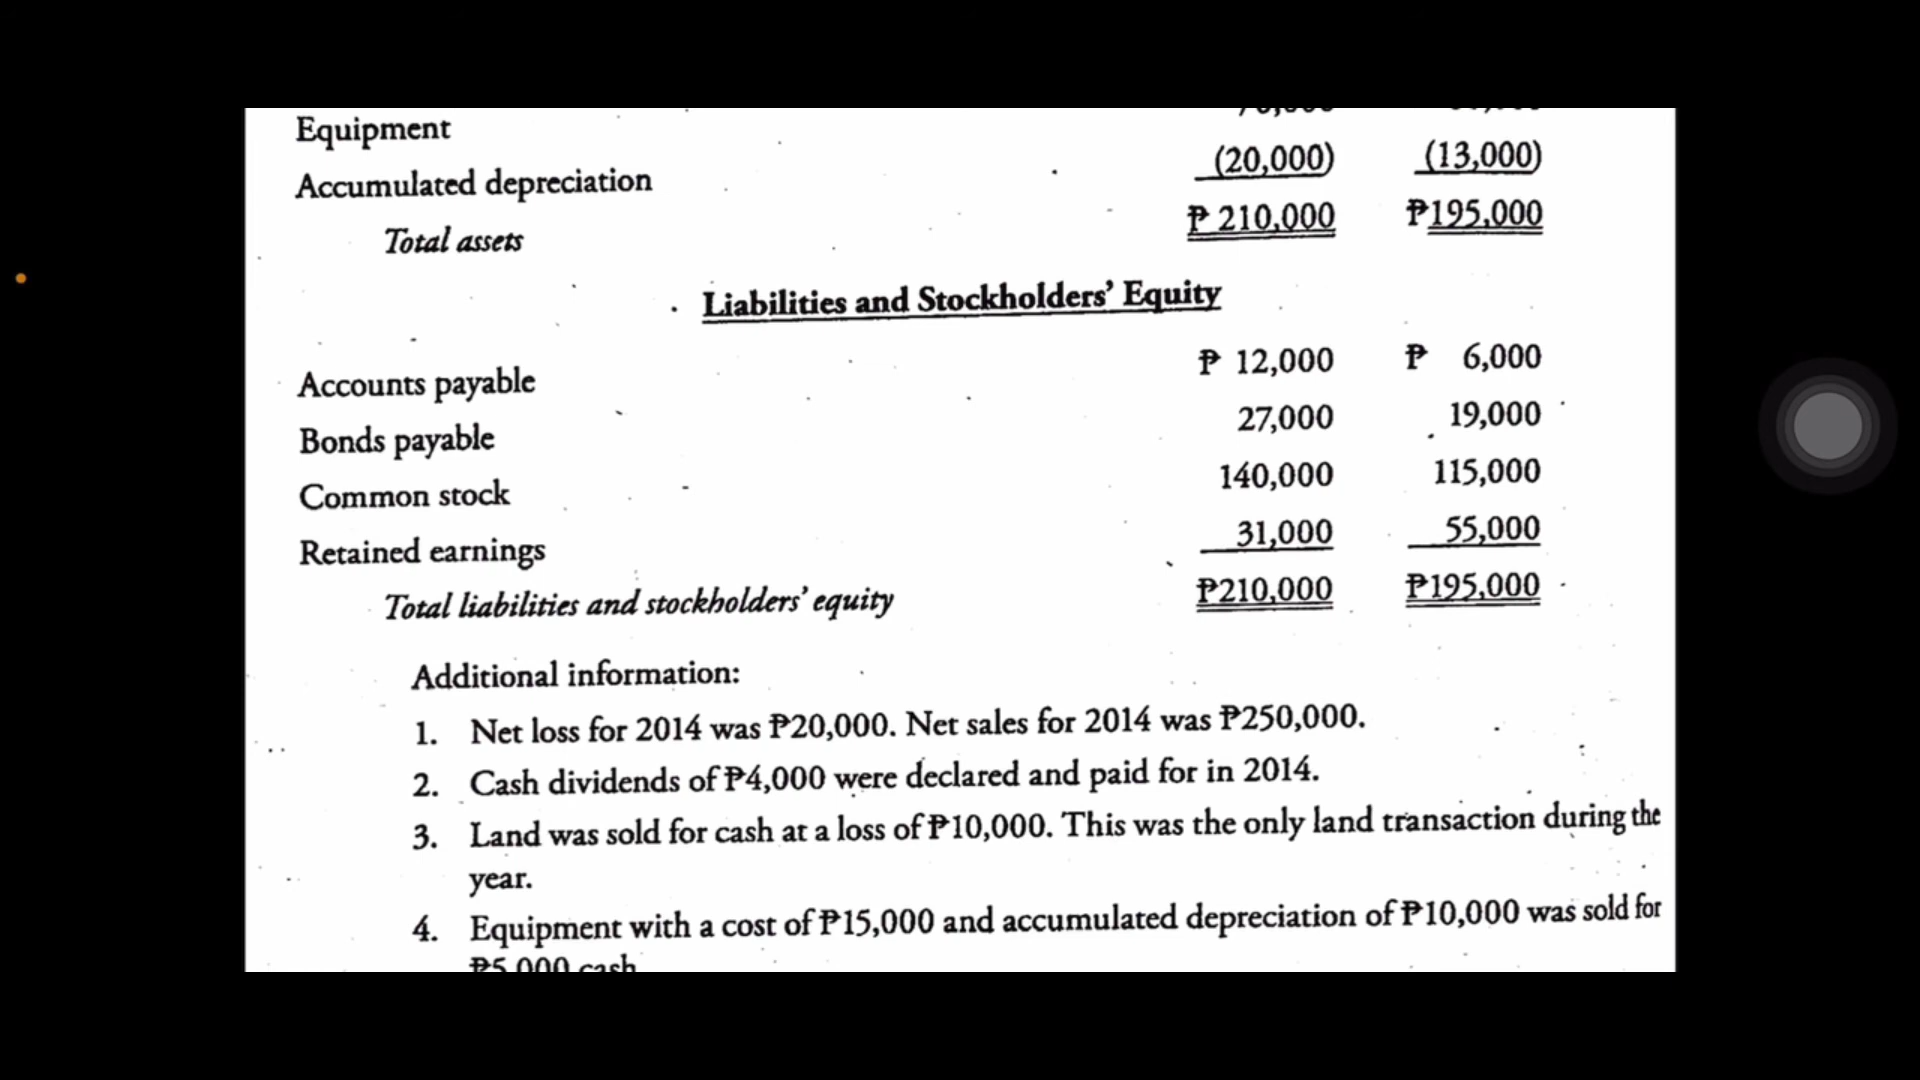 Equipment
Accumulated depreciation (20,000) (13,000)
Total assets ₱ 210,000 ₱195,000
Liabilities and Stockholders' Equity
Accounts payable ₱ 12,000 ₱ 6,000
Bonds payable 27,000 19,000
Common stock 140,000 115,000
Retained earnings 31,000 55,000
Total liabilities and stockholders' equity ₱210,000 ₱195,000
Additional information:
1. Net loss for 2014 was ₱20,000. Net sales for 2014 was ₱250,000.
2. Cash dividends of ₱4,000 were declared and paid for in 2014.
3. Land was sold for cash at a loss of ₱10,000. This was the only land transaction during the
year.
4. Equipment with a cost of ₱15,000 and accumulated depreciation of ₱10,000 was sold for
₱5,000 cash